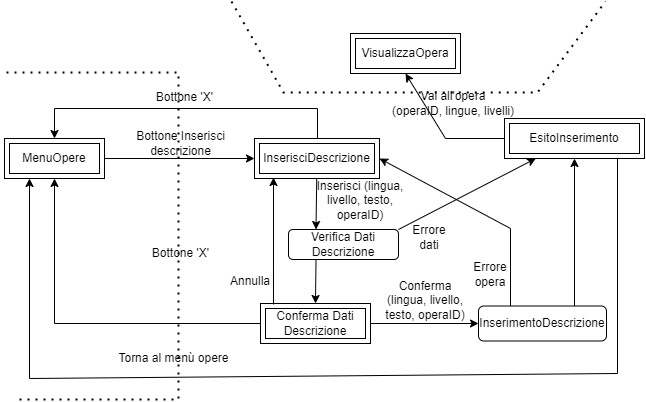 VisualizzaOpera
Vai all'opera
(operaID, lingue, livelli)
Bottone 'X'
EsitoInserimento
Bottone Inserisci
descrizione
MenuOpere
InserisciDescrizione
Inserisci (lingua,
livello, testo,
operaID)
Verifica Dati
Descrizione
Errore
dati
Bottone 'X'
Annulla
Errore
opera
Conferma
(lingua, livello,
testo, operaID)
Conferma Dati
Descrizione
InserimentoDescrizione
Torna al menù opere